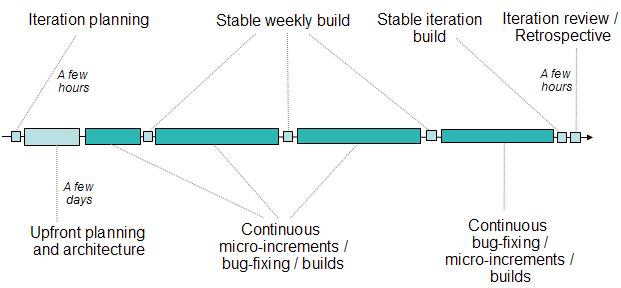 Iteration planning
Stable weekly build
Stable iteration
build
Iteration review /
Retrospective
A few
hours
A few
hours
A few
days
Upfront planning
and architecture
Continuous
micro-increments /
bug-fixing / builds
Continuous
bug-fixing /
micro-increments /
builds